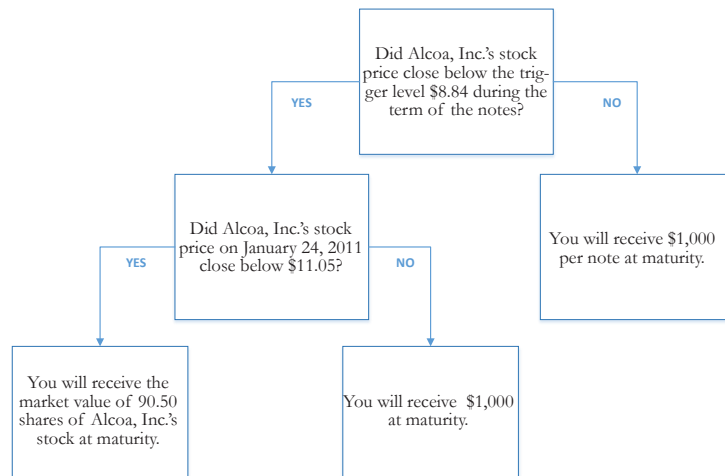 Did Alcoa, Inc.'s stock
price close below the trig-
ger level $8.84 during the
term of the notes?
YES
NO
Did Alcoa, Inc.'s stock
price on January 24, 2011
close below $11.05?
You will receive $1,000
per note at maturity.
YES
NO
You will receive the
market value of 90.50
shares of Alcoa, Inc.'s
stock at maturity.
You will receive $1,000
at maturity.